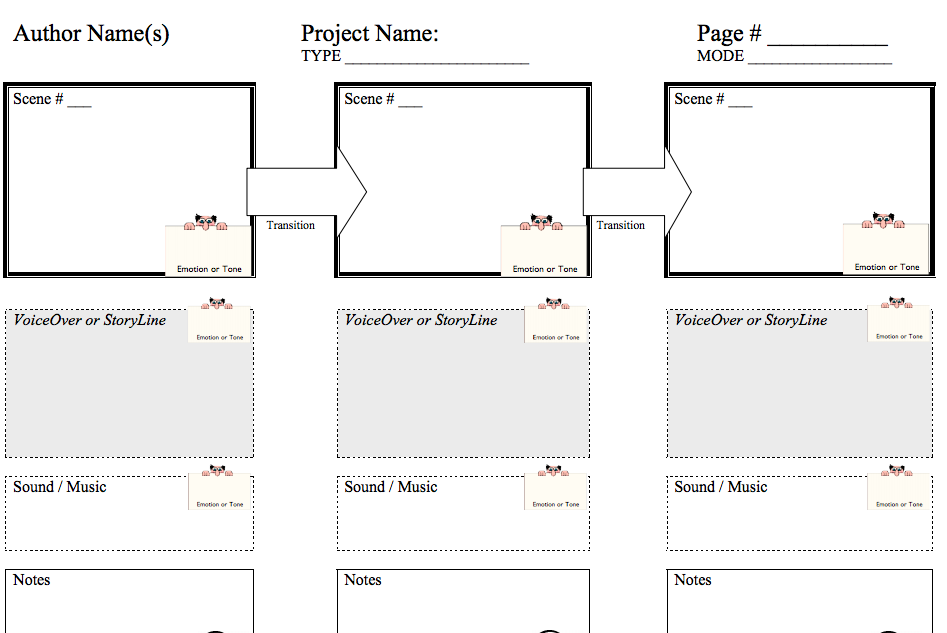 Author Name(s) Project Name: Page # __________
TYPE _______________________ MODE __________________
Scene # ___ Scene # ___ Scene # ___
Transition Transition
Emotion or Tone Emotion or Tone Emotion or Tone
VoiceOver or StoryLine VoiceOver or StoryLine VoiceOver or StoryLine
Emotion or Tone Emotion or Tone Emotion or Tone
Sound / Music Sound / Music Sound / Music
Emotion or Tone Emotion or Tone Emotion or Tone
Notes Notes Notes